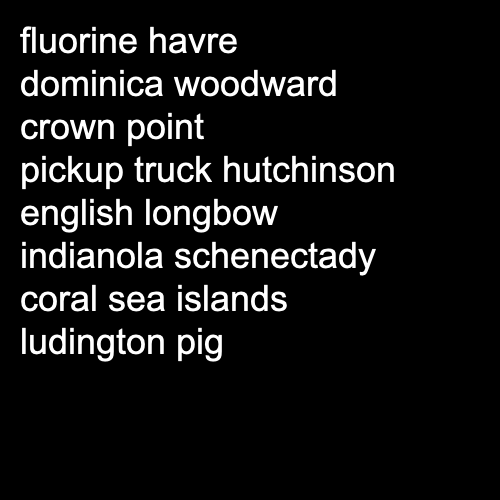 fluorine havre
dominica woodward
crown point
pickup truck hutchinson
english longbow
indianola schenectady
coral sea islands
ludington pig